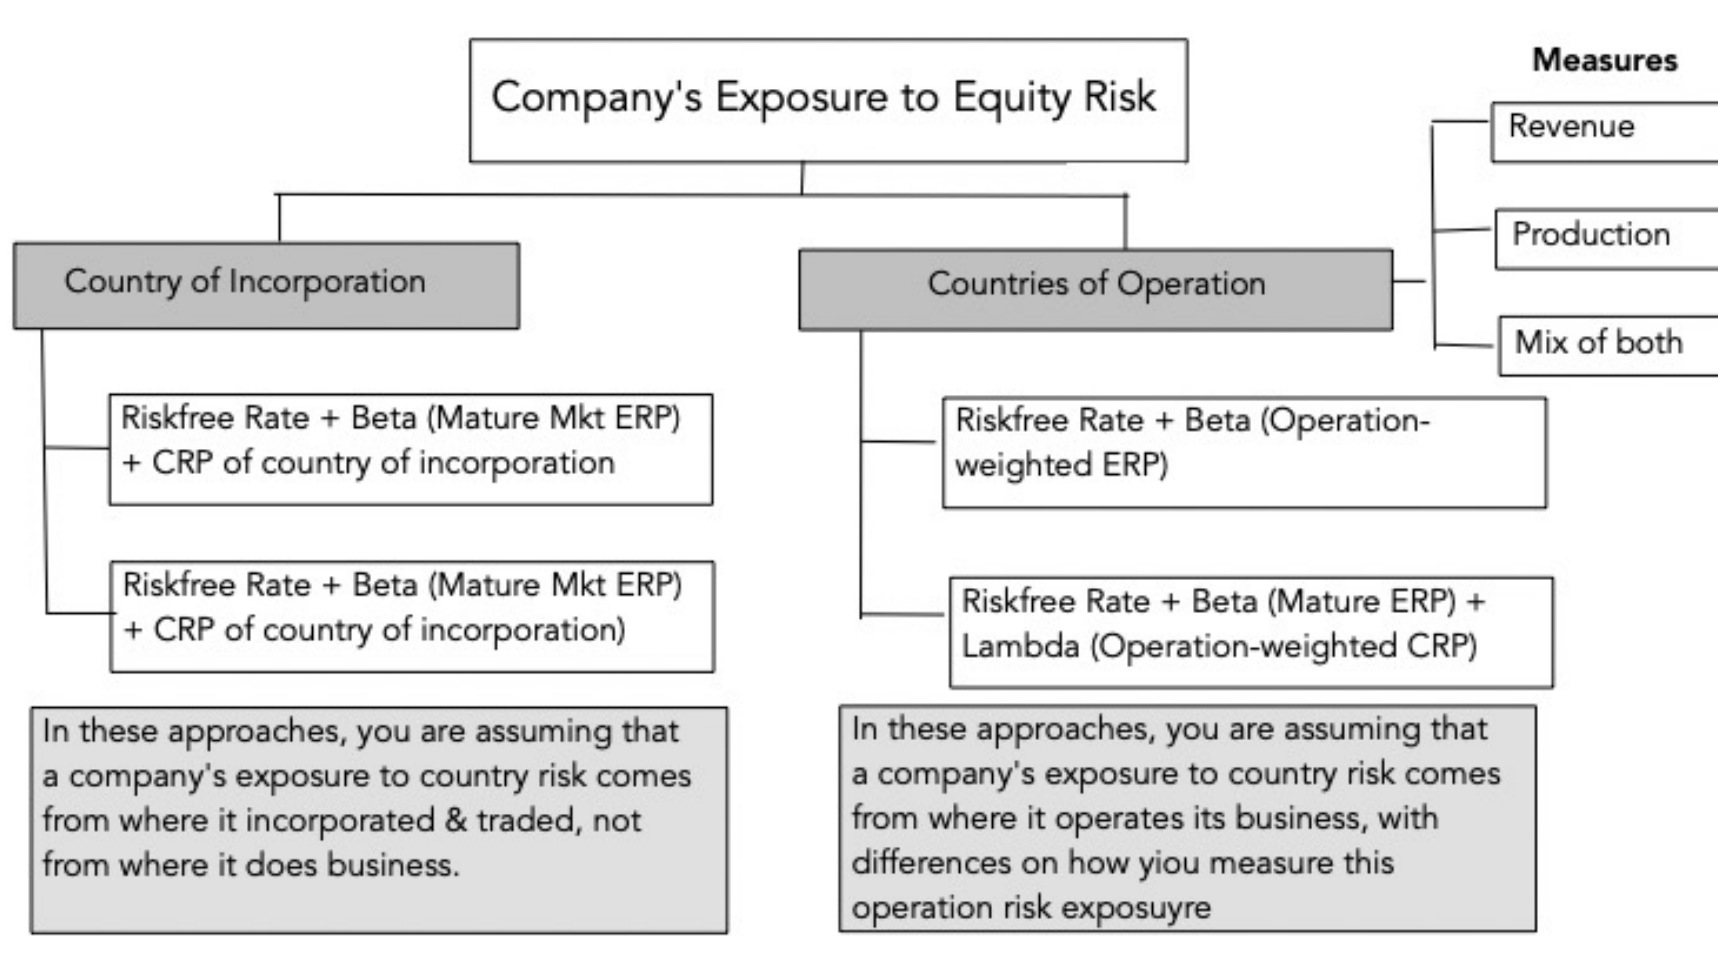 Company's Exposure to Equity Risk
Measures
Revenue
Production
Mix of both
Country of Incorporation
Countries of Operation
Riskfree Rate + Beta (Mature Mkt ERP)
+ CRP of country of incorporation
Riskfree Rate + Beta (Mature Mkt ERP)
+ CRP of country of incorporation)
In these approaches, you are assuming that
a company's exposure to country risk comes
from where it incorporated & traded, not
from where it does business.
Riskfree Rate + Beta (Operation-
weighted ERP)
Riskfree Rate + Beta (Mature ERP) +
Lambda (Operation-weighted CRP)
In these approaches, you are assuming that
a company's exposure to country risk comes
from where it operates its business, with
differences on how yiou measure this
operation risk exposuyre